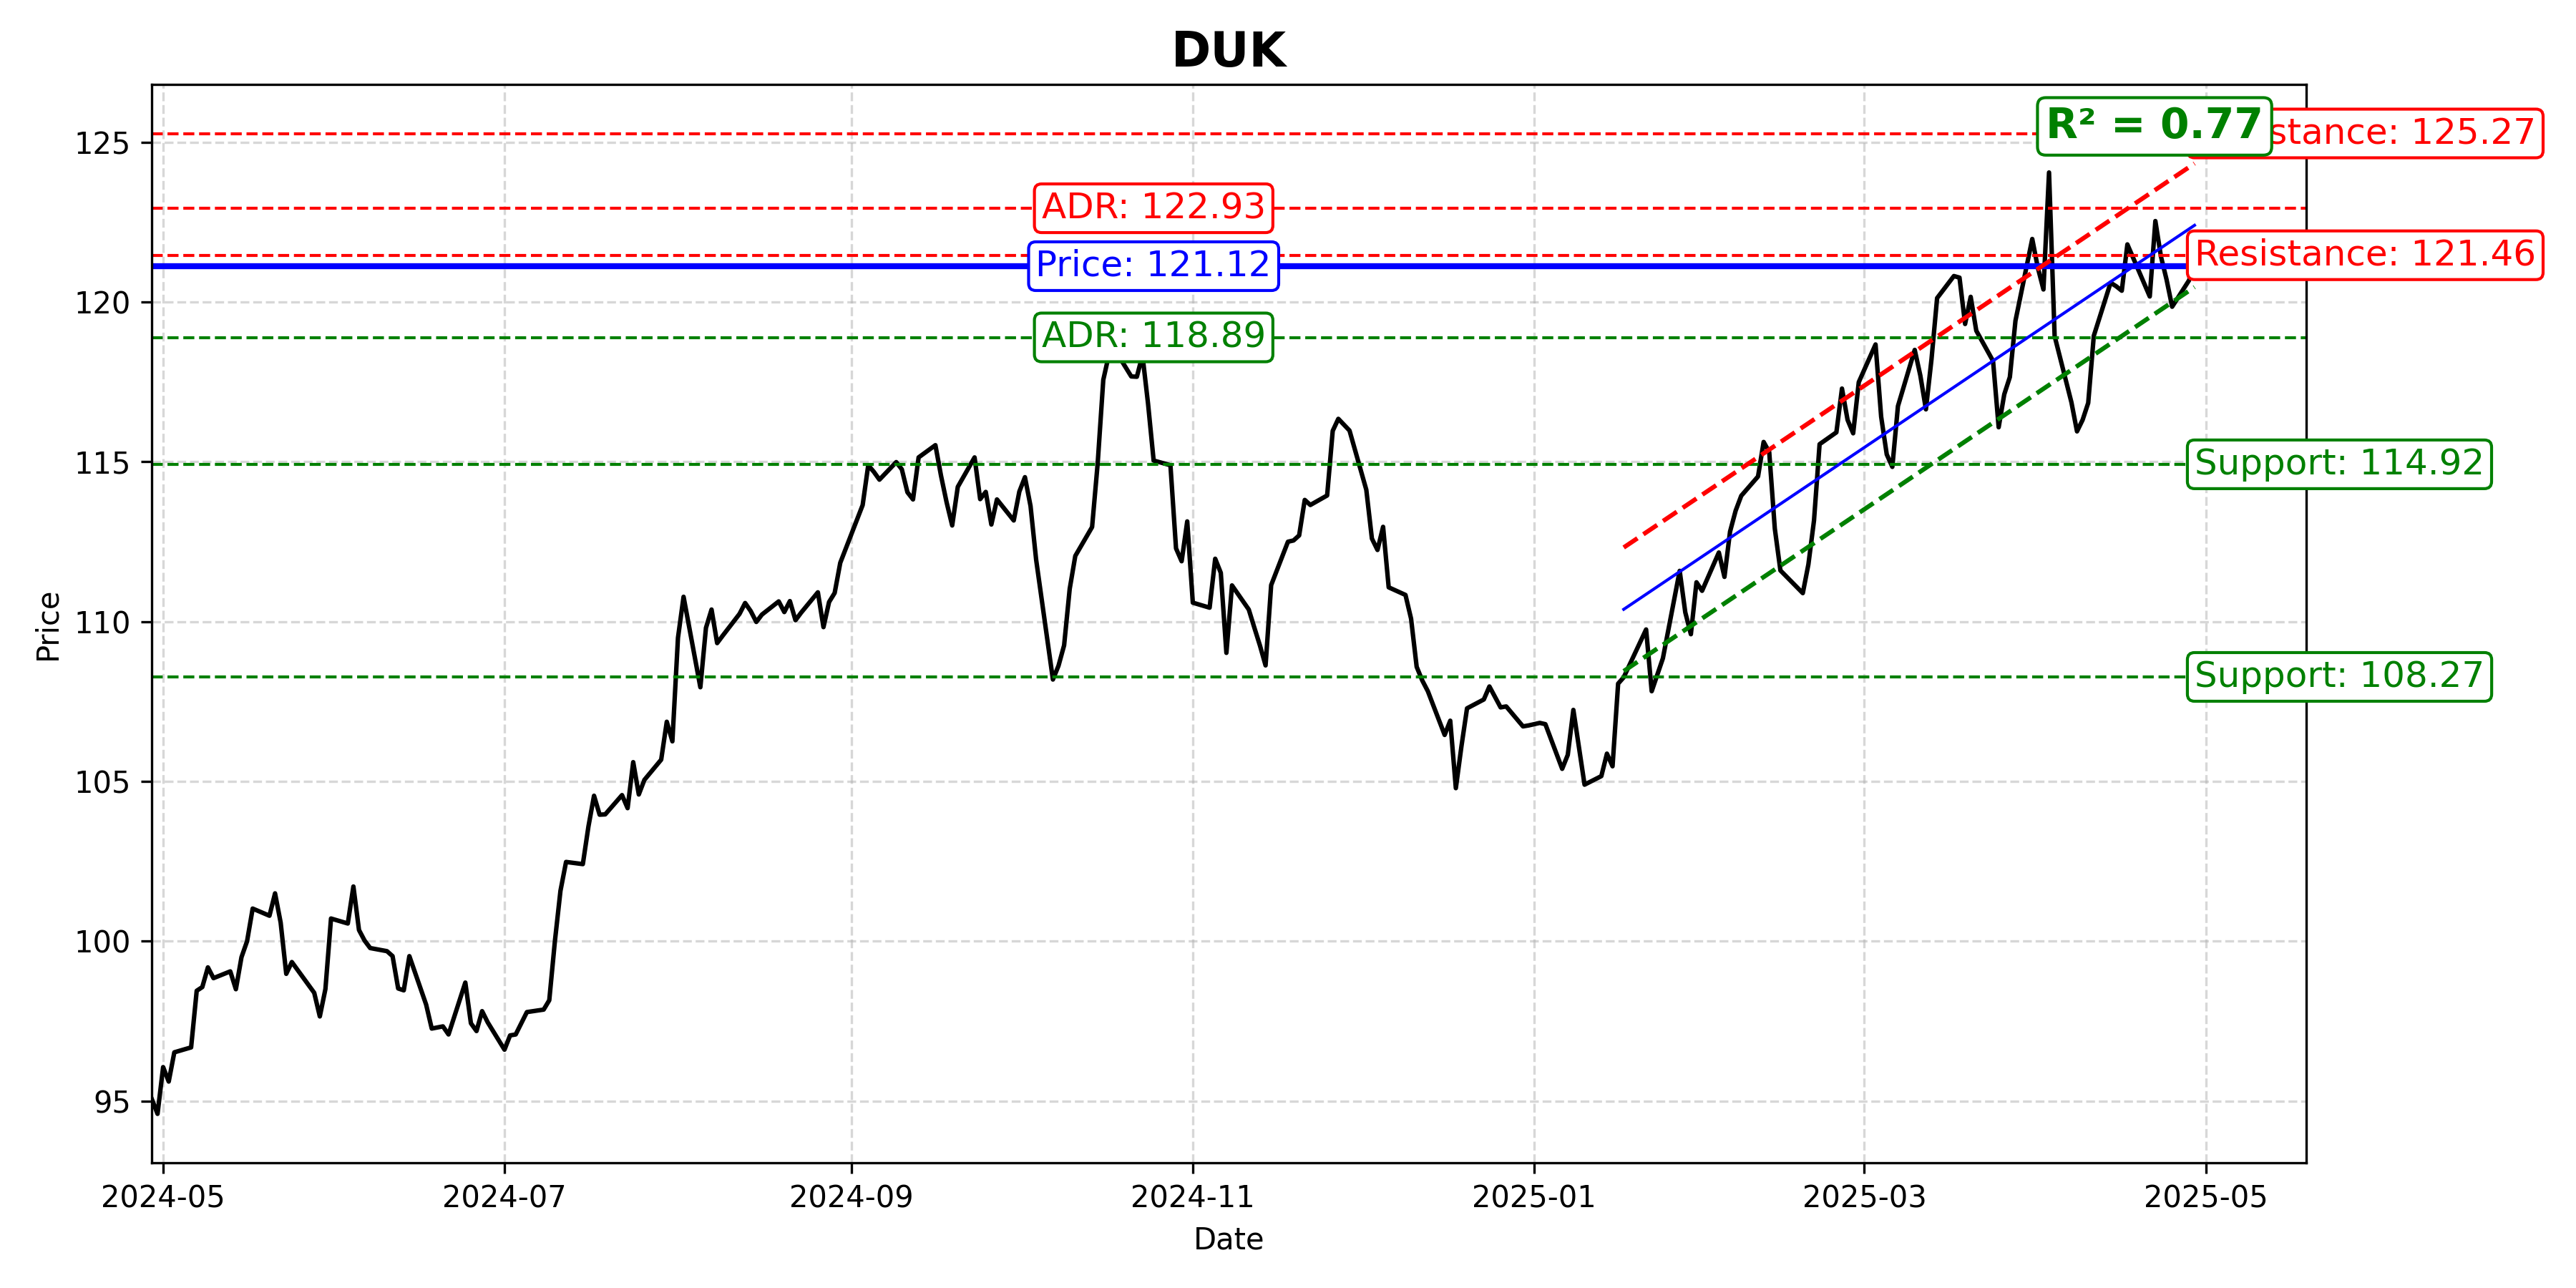 DUK
R² = 0.77
stance: 125.27
ADR: 122.93
Price: 121.12
Resistance: 121.46
ADR: 118.89
Support: 114.92
Support: 108.27
125
120
115
110
105
100
95
Price
2024-05 2024-07 2024-09 2024-11 2025-01 2025-03 2025-05
Date